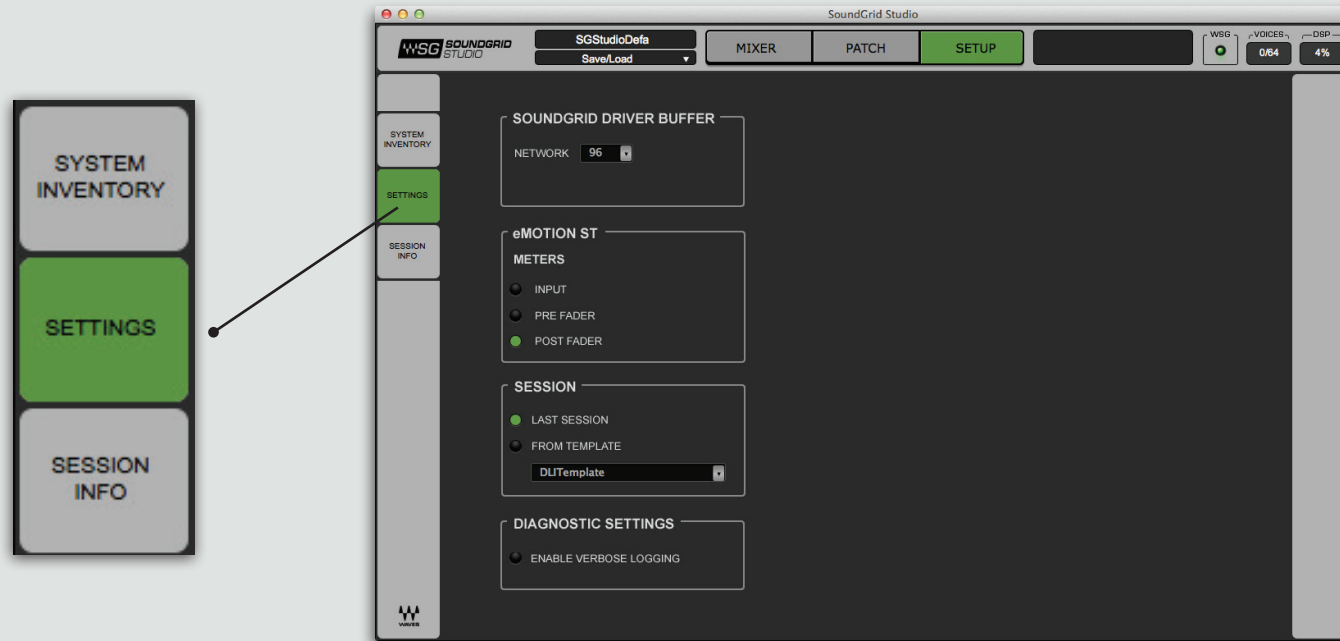 SYSTEM
INVENTORY
SETTINGS
SESSION
INFO
SoundGrid Studio
WSG SOUNDGRID
STUDIO
SGStudioDefa
Save/Load
MIXER
PATCH
SETUP
WSG
VOICES
DSP
0/64
4%
SYSTEM
INVENTORY
SETTINGS
SESSION
INFO
SOUNDGRID DRIVER BUFFER
NETWORK 96
eMOTION ST
METERS
INPUT
PRE FADER
POST FADER
SESSION
LAST SESSION
FROM TEMPLATE
DLITemplate
DIAGNOSTIC SETTINGS
ENABLE VERBOSE LOGGING
WAVES